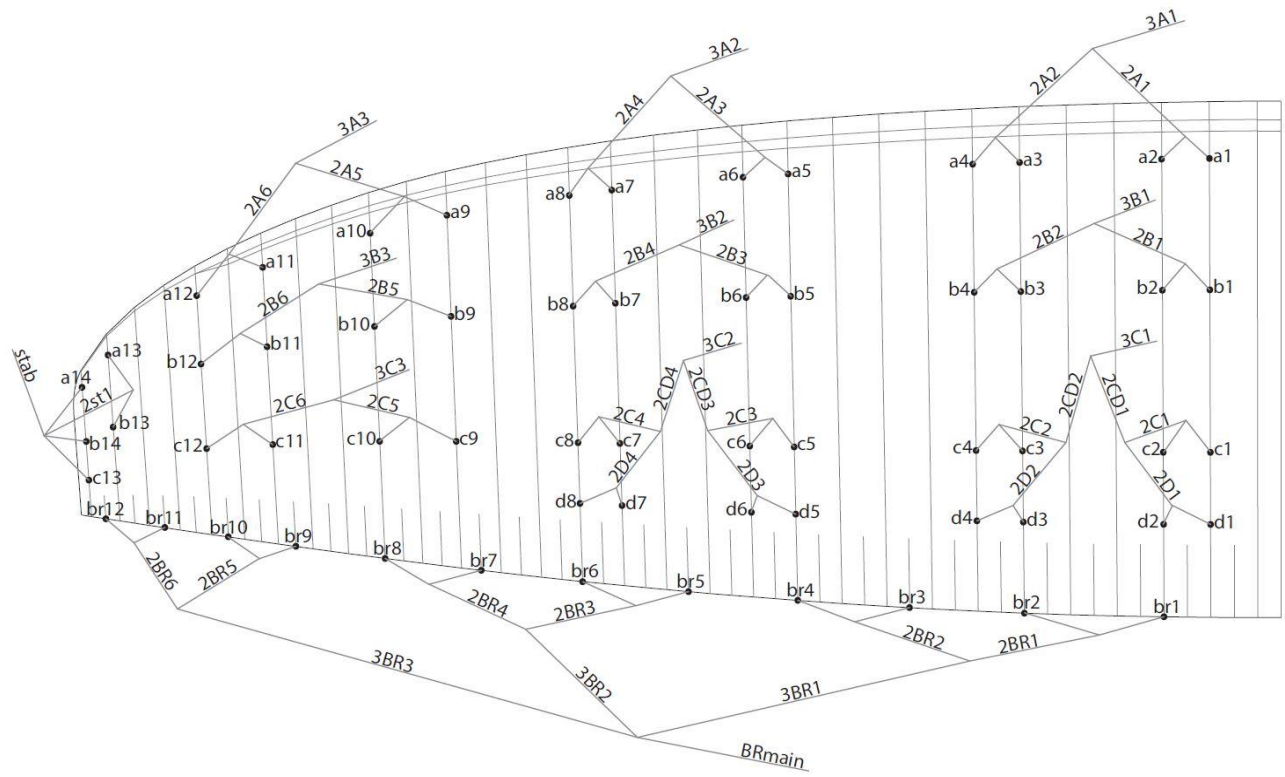 3A1
3A2
2A2
2A1
2A4
2A3
3A3
2A5
2A6
a8
a7
a6
a5
a4
a3
a2
a1
a10
a9
a12
a11
3B1
3B2
2B2
2B1
2B4
2B3
3B3
2B6
2B5
b12
b11
b10
b9
b8
b7
b6
b5
b4
b3
b2
b1
stab
a14
a13
2st1
b13
b14
c13
3C1
3C2
3C3
2CD4
2CD3
2CD2
2CD1
2C6
2C5
2C4
2C3
2C2
2C1
c12
c11
c10
c9
c8
c7
c6
c5
c4
c3
c2
c1
2D4
2D3
2D2
2D1
d8
d7
d6
d5
d4
d3
d2
d1
br12
br11
br10
br9
br8
br7
br6
br5
br4
br3
br2
br1
2BR6
2BR5
2BR4
2BR3
2BR2
2BR1
3BR3
3BR2
3BR1
BRmain